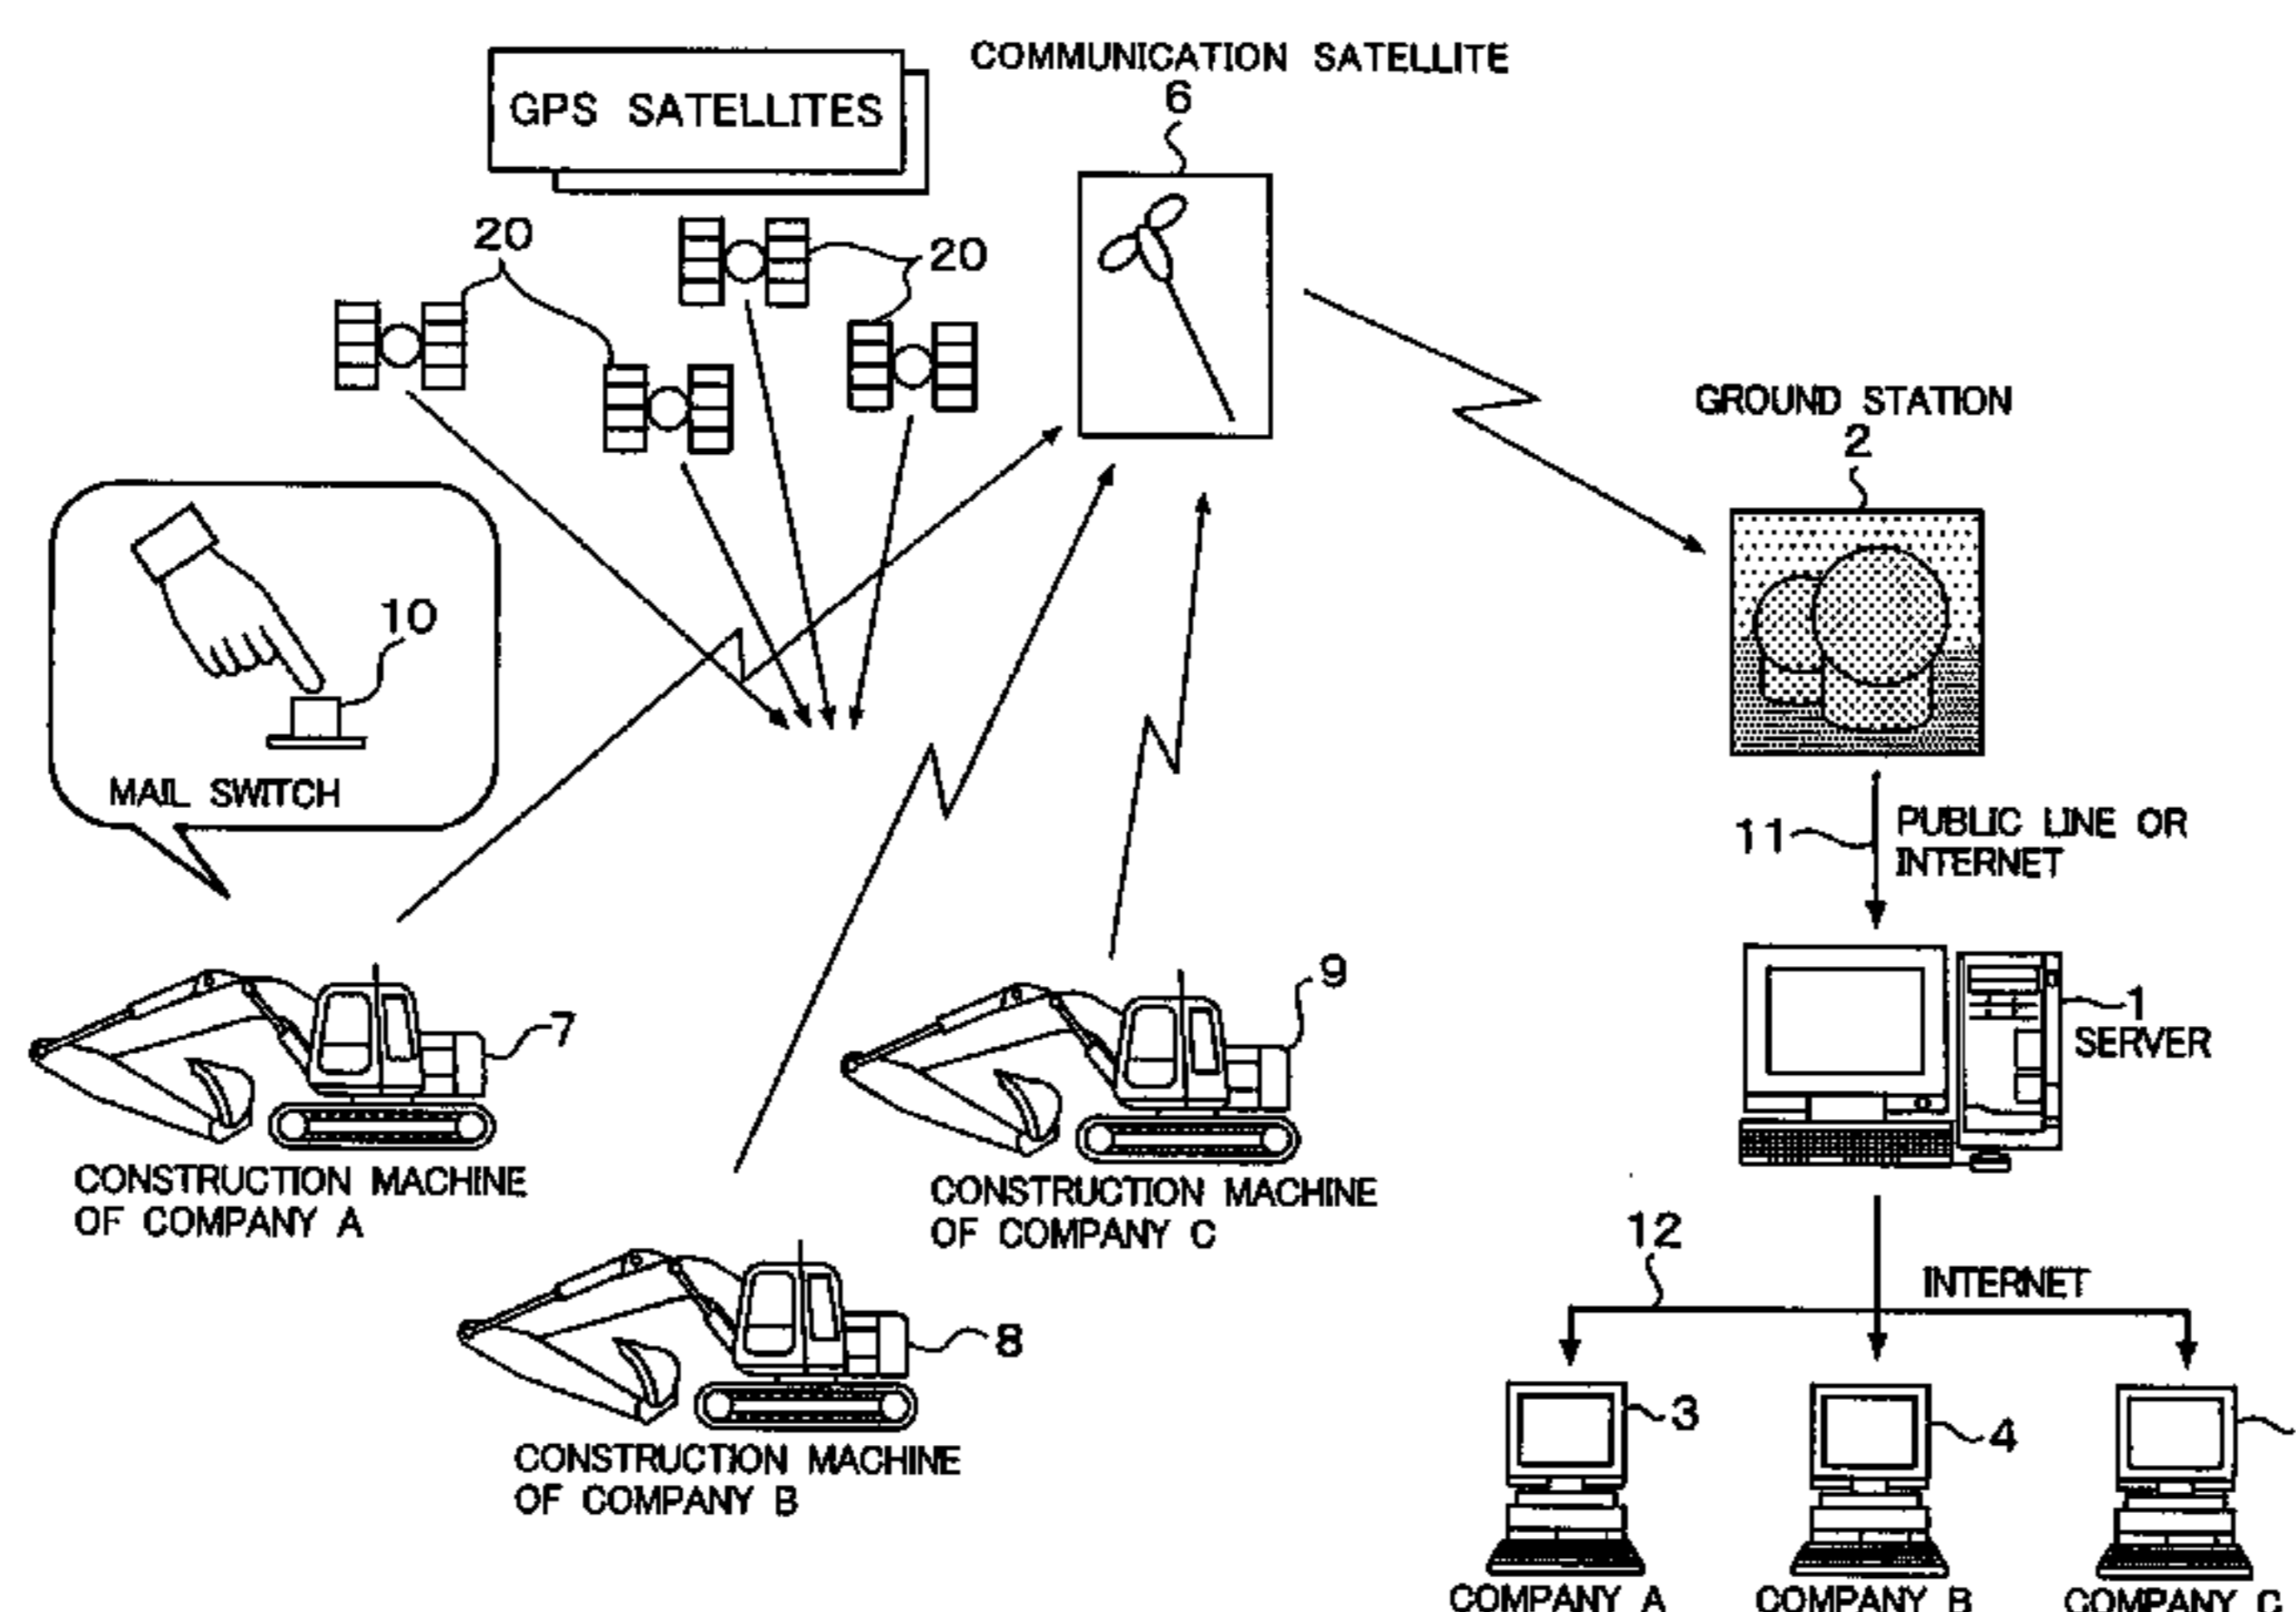 COMMUNICATION SATELLITE
6
GPS SATELLITES
20
20
GROUND STATION
2
10
MAIL SWITCH
11
PUBLIC LINE OR
INTERNET
7
9
1
SERVER
CONSTRUCTION MACHINE
OF COMPANY A
CONSTRUCTION MACHINE
OF COMPANY C
12
INTERNET
8
3
4
CONSTRUCTION MACHINE
OF COMPANY B
COMPANY A
COMPANY B
COMPANY C